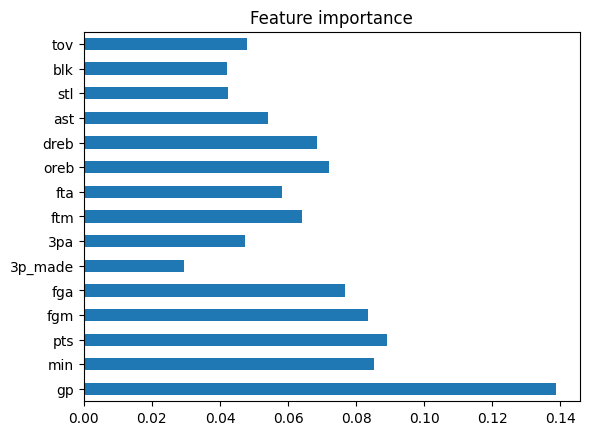 Feature importance
tov
blk
stl
ast
dreb
oreb
fta
ftm
3pa
3p_made
fga
fgm
pts
min
gp
0.00 0.02 0.04 0.06 0.08 0.10 0.12 0.14